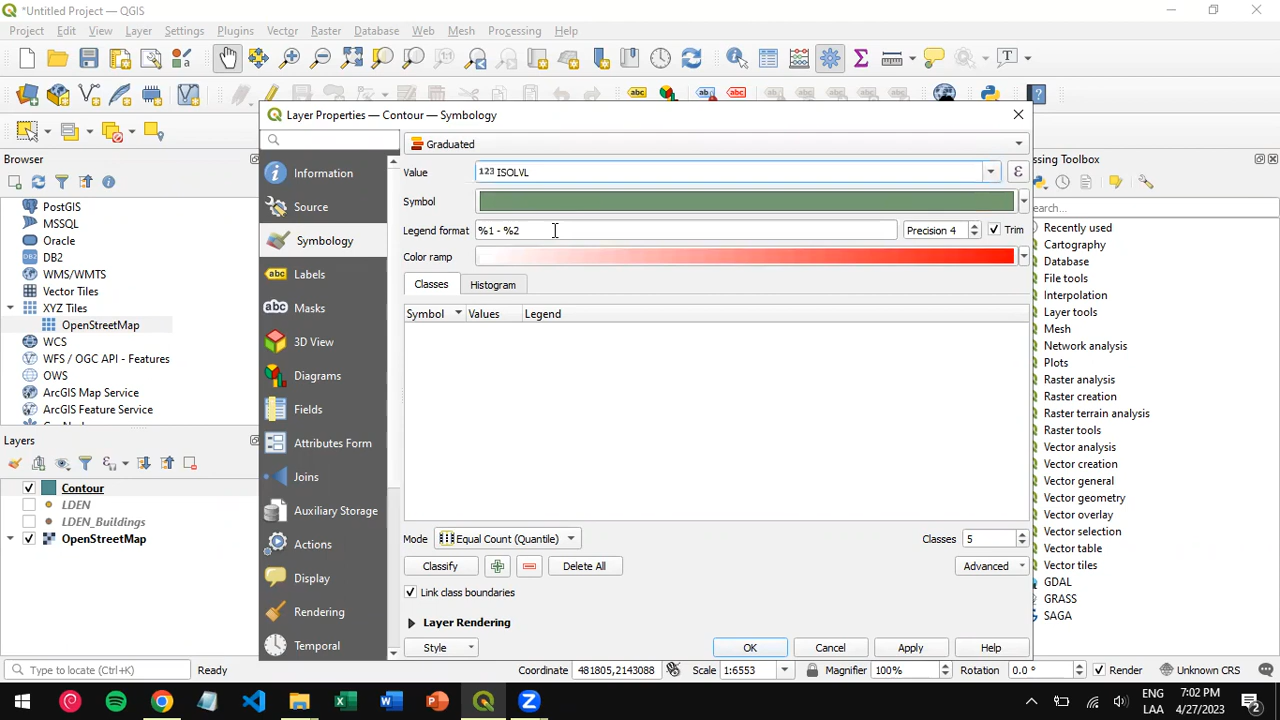 *Untitled Project — QGIS
Project Edit View Layer Settings Plugins Vector Raster Database Web Mesh Processing Help
Layer Properties — Contour — Symbology
Browser
PostGIS
MSSQL
Oracle
DB2
WMS/WMTS
Vector Tiles
XYZ Tiles
OpenStreetMap
WCS
WFS / OGC API - Features
OWS
ArcGIS Map Service
ArcGIS Feature Service
Layers
Contour
LDEN
LDEN_Buildings
OpenStreetMap
Information
Source
Symbology
Labels
Masks
3D View
Diagrams
Fields
Attributes Form
Joins
Auxiliary Storage
Actions
Display
Rendering
Temporal
Graduated
Value 123 ISOLVL
Symbol
Legend format %1 - %2 Precision 4 Trim
Color ramp
Classes Histogram
Symbol Values Legend
Mode Equal Count (Quantile) Classes 5
Classify Delete All Advanced
Link class boundaries
Layer Rendering
Style OK Cancel Apply Help
ssing Toolbox
earch...
Recently used
Cartography
Database
File tools
Interpolation
Layer tools
Mesh
Network analysis
Plots
Raster analysis
Raster creation
Raster terrain analysis
Raster tools
Vector analysis
Vector creation
Vector general
Vector geometry
Vector overlay
Vector selection
Vector table
Vector tiles
GDAL
GRASS
SAGA
Type to locate (Ctrl+K) Ready Coordinate 481805,2143088 Scale 1:6553 Magnifier 100% Rotation 0.0 ° Render Unknown CRS
ENG 7:02 PM
LAA 4/27/2023